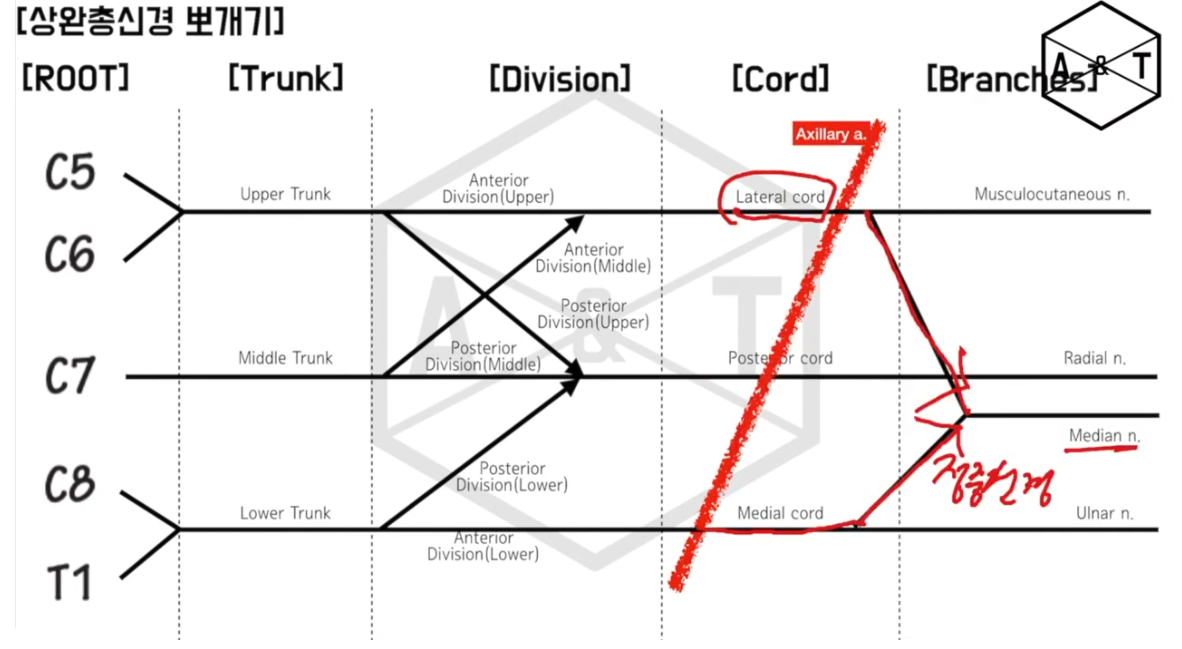 [상완총신경 뽀개기]
[ROOT] [Trunk] [Division] [Cord] [Branches]
A & T
Axillary a.
C5
C6
C7
C8
T1
Upper Trunk
Middle Trunk
Lower Trunk
Anterior
Division(Upper)
Anterior
Division(Middle)
Posterior
Division(Upper)
Posterior
Division(Middle)
Posterior
Division(Lower)
Anterior
Division(Lower)
A & T
Lateral cord
Posterior cord
Medial cord
Musculocutaneous n.
Radial n.
Median n.
정중신경
Ulnar n.